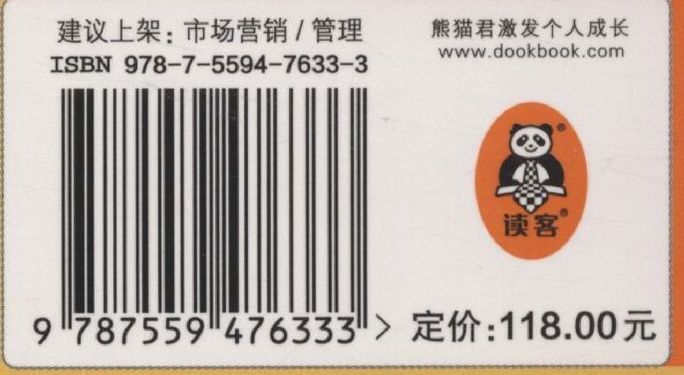 建议上架：市场营销 / 管理
ISBN 978-7-5594-7633-3
熊猫君激发个人成长
www.dookbook.com
读客®
9 787559 476333 >
定价:118.00元